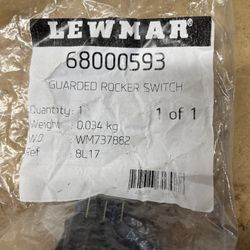 LEWMAR®
68000593
GUARDED ROCKER SWITCH
Quantity: 1 1 of 1
Weight : 0.034 kg
W.O. : WM737862
Ref : 8L17